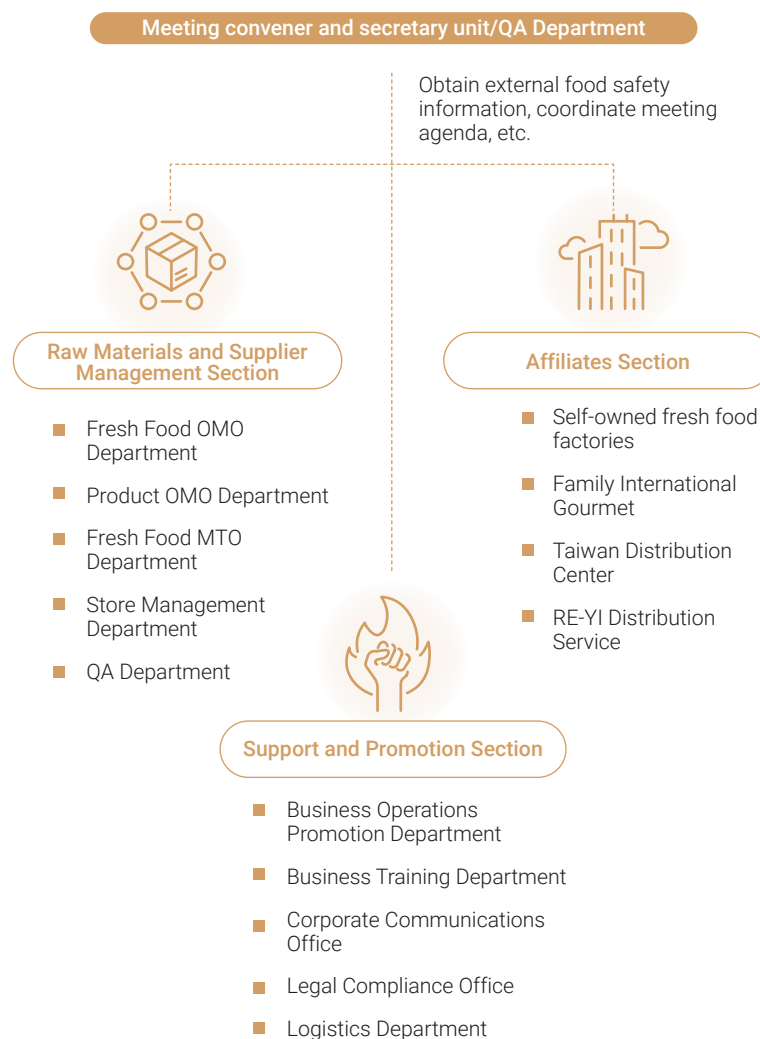 Meeting convener and secretary unit/QA Department
Obtain external food safety
information, coordinate meeting
agenda, etc.
Raw Materials and Supplier
Management Section
Fresh Food OMO
Department
Product OMO Department
Fresh Food MTO
Department
Store Management
Department
QA Department
Affiliates Section
Self-owned fresh food
factories
Family International
Gourmet
Taiwan Distribution
Center
RE-YI Distribution
Service
Support and Promotion Section
Business Operations
Promotion Department
Business Training Department
Corporate Communications
Office
Legal Compliance Office
Logistics Department